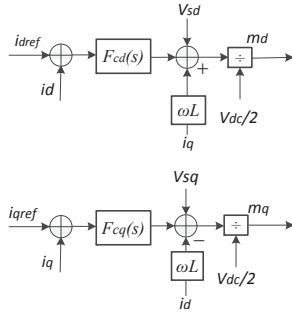 Vsd
idref
Fcd(s)
÷
md
+
id
ωL
Vdc/2
iq
Vsq
iqref
Fcq(s)
÷
mq
−
iq
ωL
Vdc/2
id